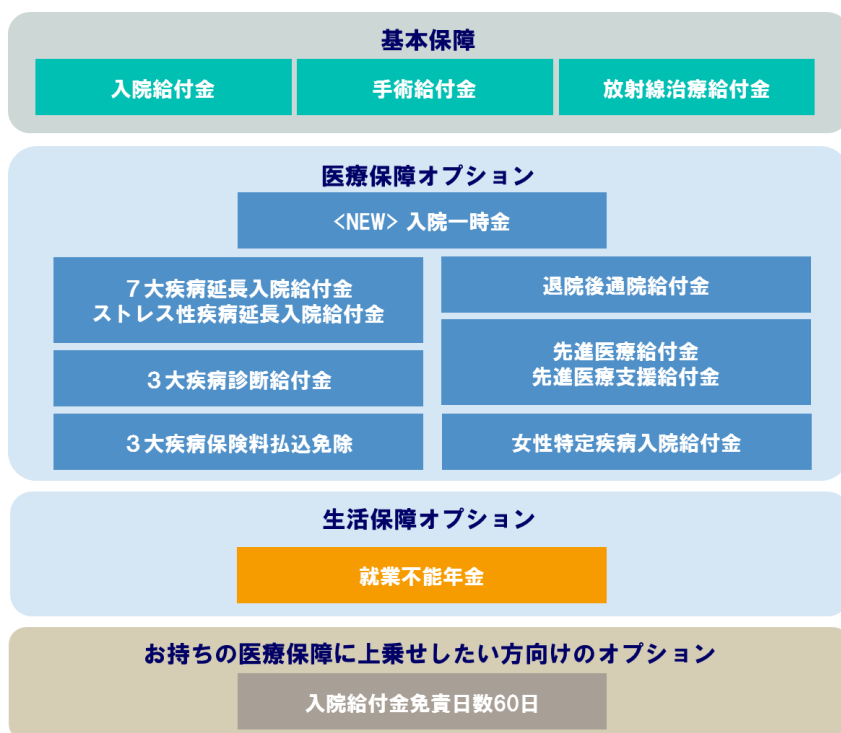 基本保障
入院給付金
手術給付金
放射線治療給付金
医療保障オプション
<NEW> 入院一時金
７大疾病延長入院給付金
ストレス性疾病延長入院給付金
退院後通院給付金
３大疾病診断給付金
先進医療給付金
先進医療支援給付金
３大疾病保険料払込免除
女性特定疾病入院給付金
生活保障オプション
就業不能年金
お持ちの医療保障に上乗せしたい方向けのオプション
入院給付金免責日数60日